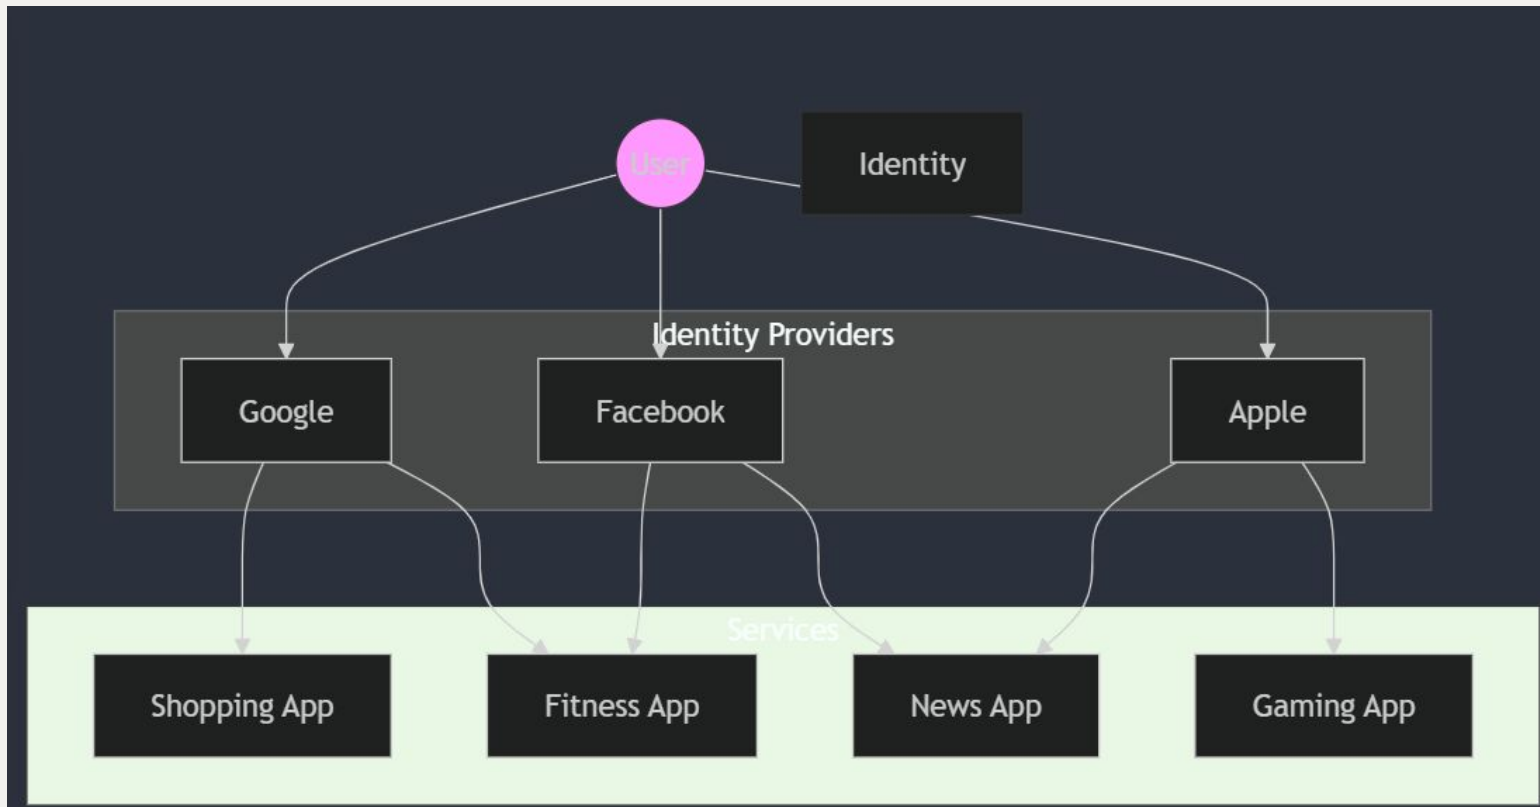 User
Identity
Identity Providers
Google
Facebook
Apple
Services
Shopping App
Fitness App
News App
Gaming App